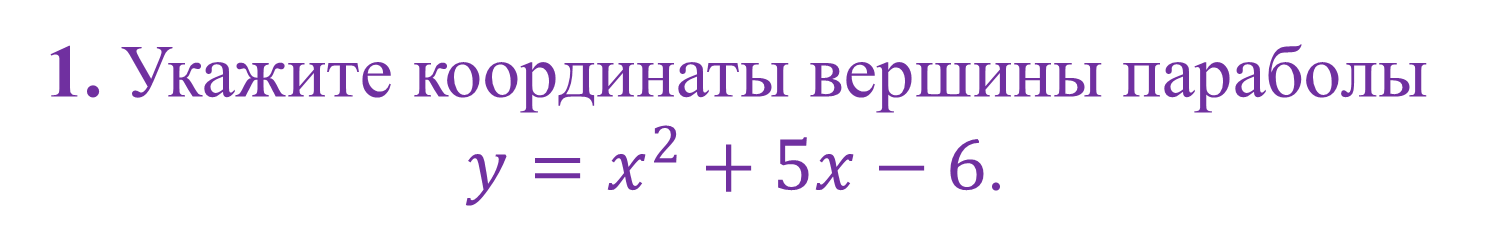 1. Укажите координаты вершины параболы
y = x² + 5x − 6.